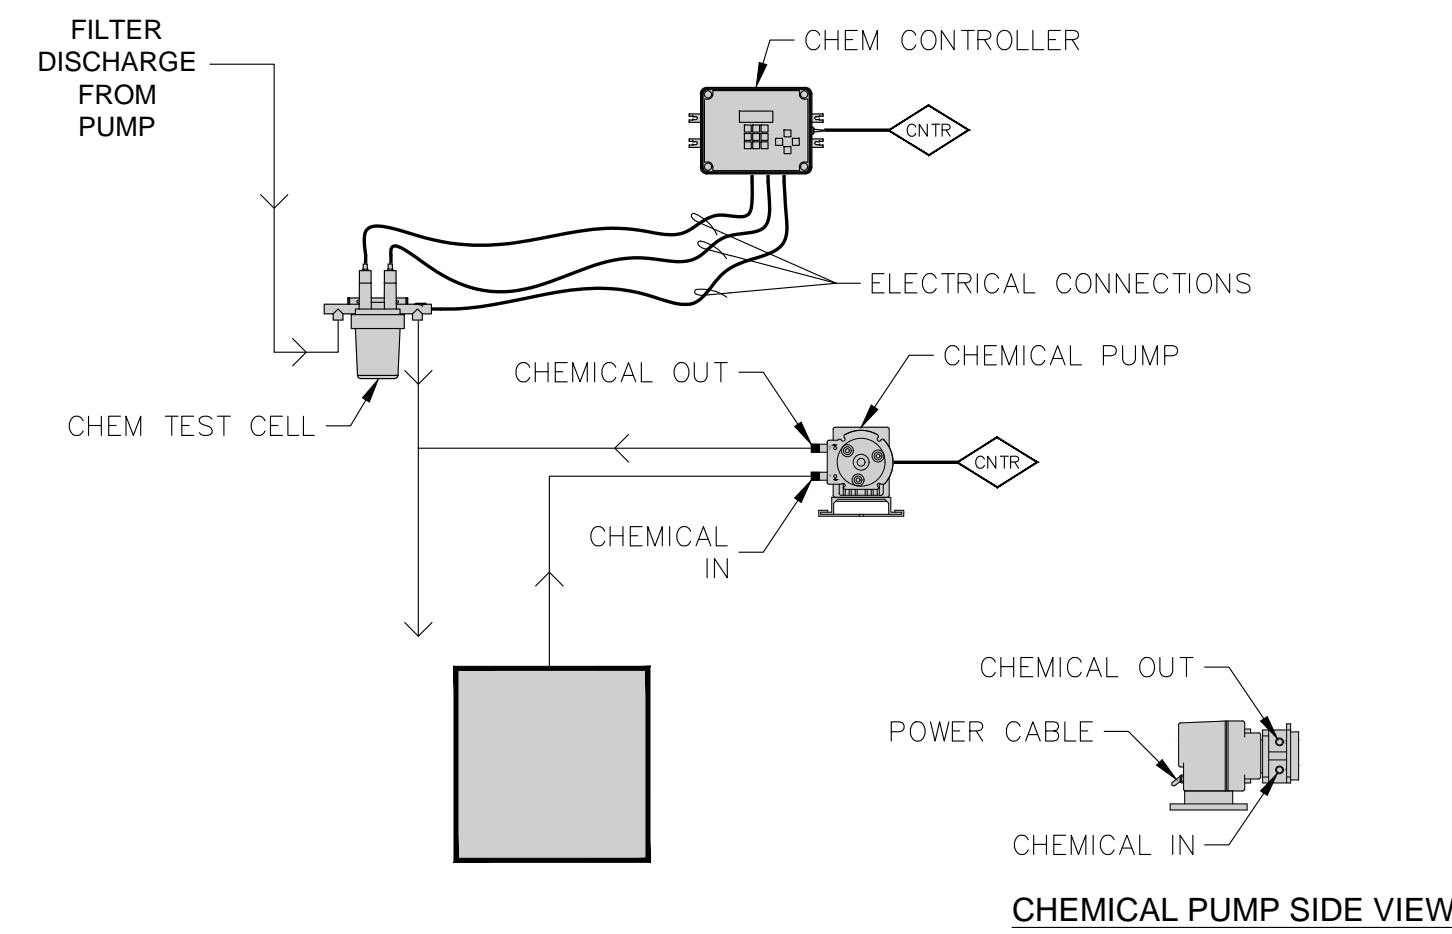 FILTER
DISCHARGE
FROM
PUMP
CHEM CONTROLLER
CNTR
ELECTRICAL CONNECTIONS
CHEMICAL OUT
CHEMICAL PUMP
CHEM TEST CELL
CNTR
CHEMICAL
IN
CHEMICAL OUT
POWER CABLE
CHEMICAL IN
CHEMICAL PUMP SIDE VIEW